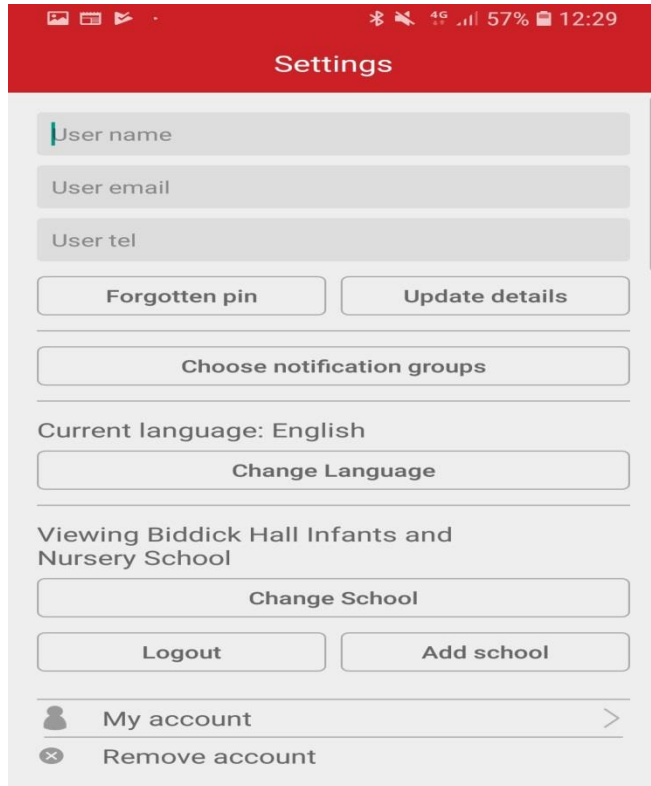 4G 57% 12:29
Settings
User name
User email
User tel
Forgotten pin Update details
Choose notification groups
Current language: English
Change Language
Viewing Biddick Hall Infants and
Nursery School
Change School
Logout Add school
My account
Remove account